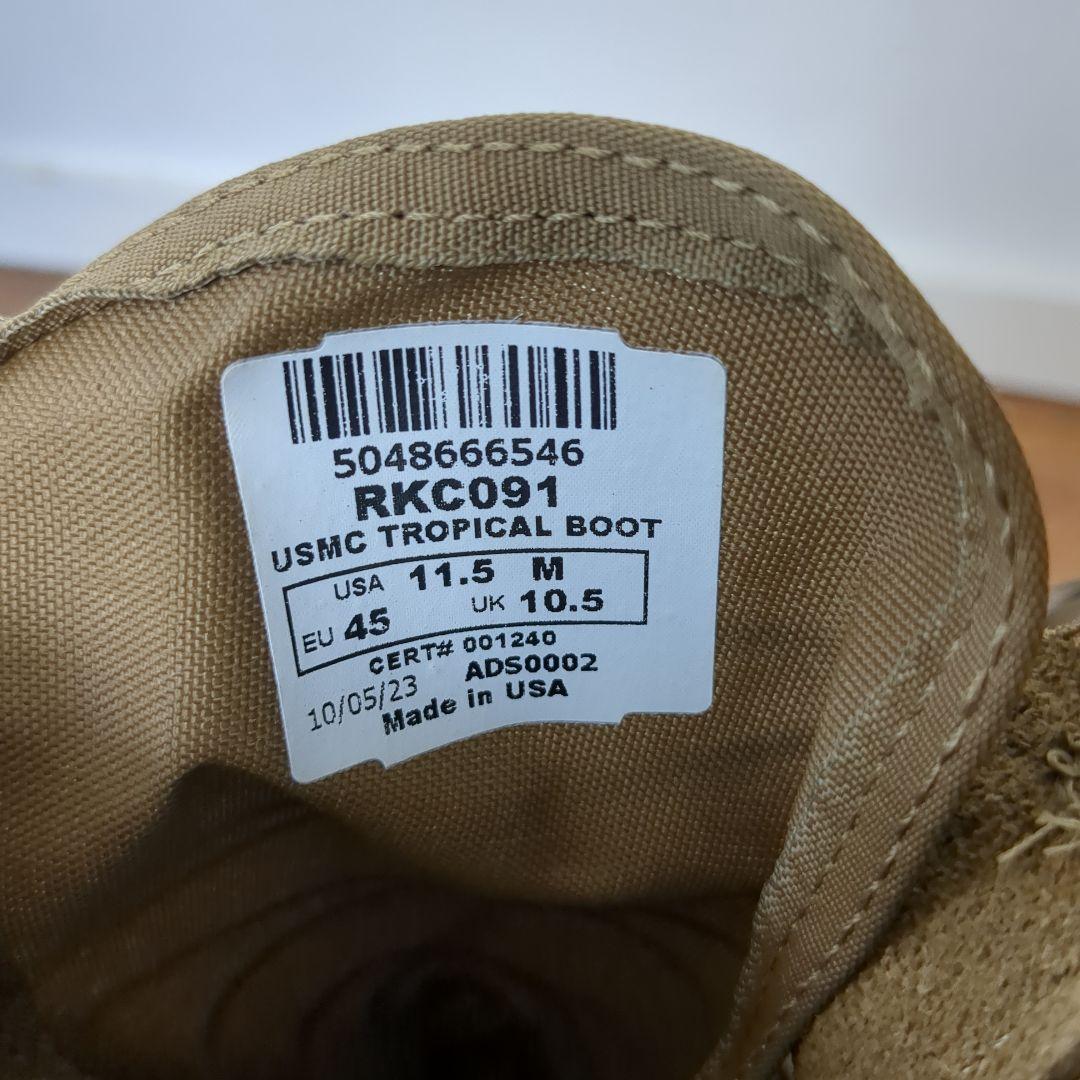 5048666546
RKC091
USMC TROPICAL BOOT
USA 11.5 M
EU 45 UK 10.5
CERT# 001240
10/05/23 ADS0002
Made in USA